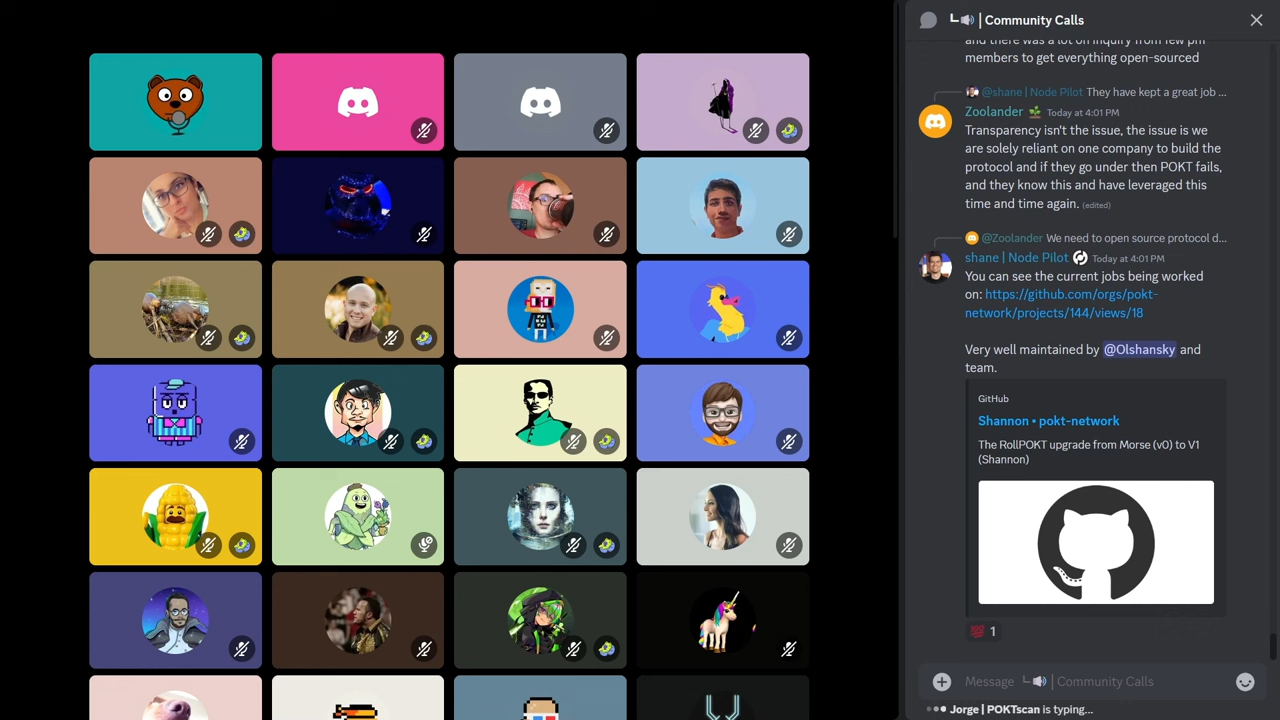 ┗🔊 | Community Calls
and there was a lot on inquiry from few pm
members to get everything open-sourced
@shane | Node Pilot They have kept a great job ...
Zoolander 🌱 Today at 4:01 PM
Transparency isn't the issue, the issue is we
are solely reliant on one company to build the
protocol and if they go under then POKT fails,
and they know this and have leveraged this
time and time again. (edited)
@Zoolander We need to open source protocol d...
shane | Node Pilot Today at 4:01 PM
You can see the current jobs being worked
on: https://github.com/orgs/pokt-
network/projects/144/views/18
Very well maintained by @Olshansky and
team.
GitHub
Shannon • pokt-network
The RollPOKT upgrade from Morse (v0) to V1
(Shannon)
💯 1
Message ┗🔊 | Community Calls
Jorge | POKTscan is typing...